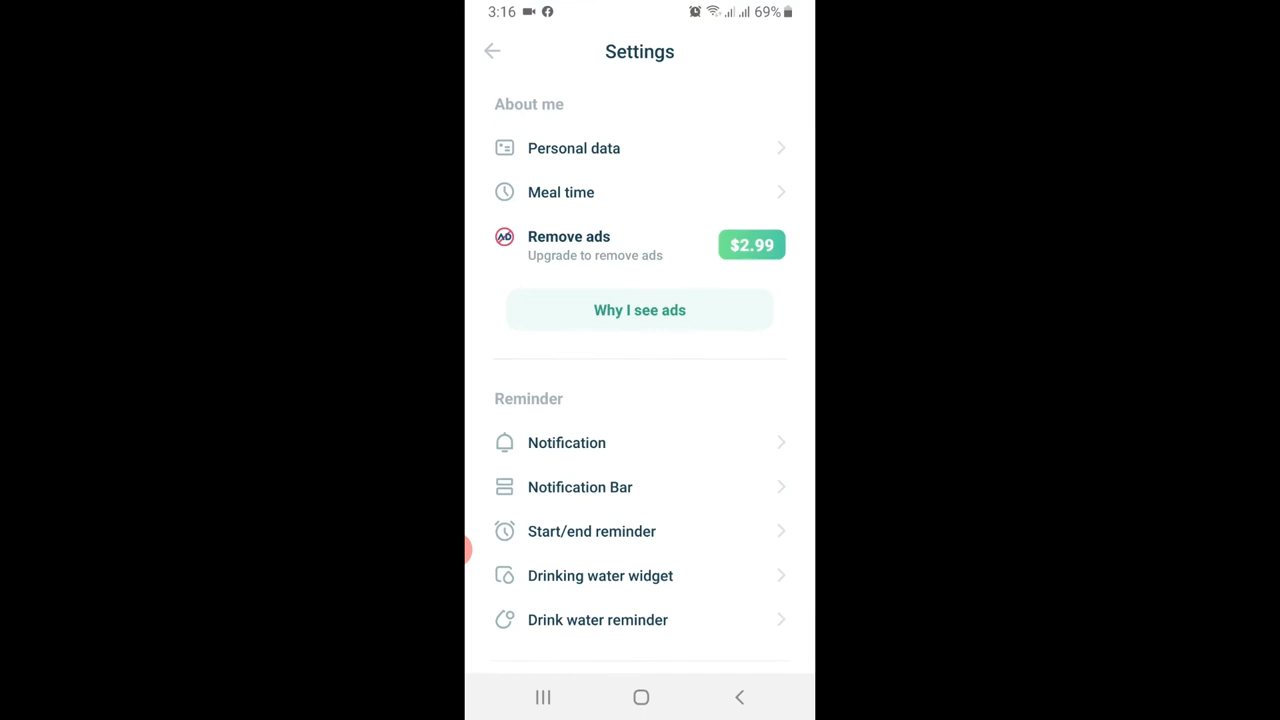 3:16 69%
Settings
About me
Personal data
Meal time
AD
Remove ads
Upgrade to remove ads
$2.99
Why I see ads
Reminder
Notification
Notification Bar
Start/end reminder
Drinking water widget
Drink water reminder